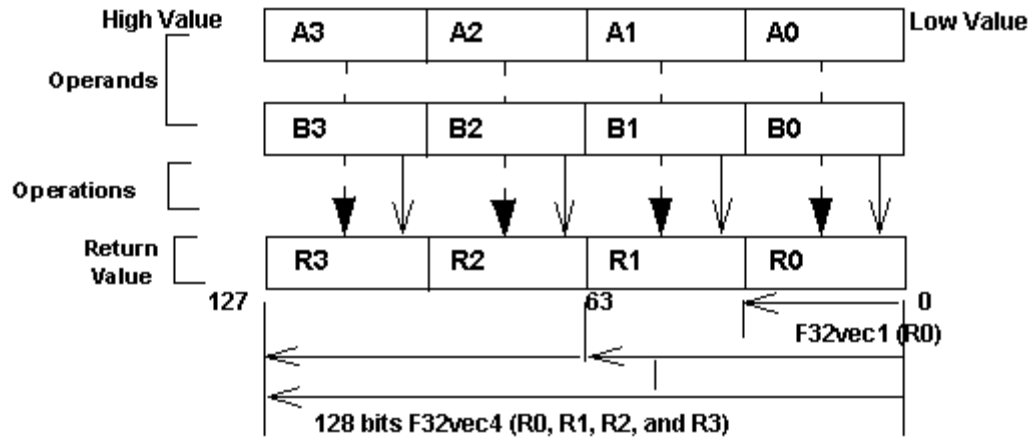 High Value A3 A2 A1 A0 Low Value
Operands
B3 B2 B1 B0
Operations
Return
Value
R3 R2 R1 R0
127 63 0
F32vec1 (R0)
128 bits F32vec4 (R0, R1, R2, and R3)